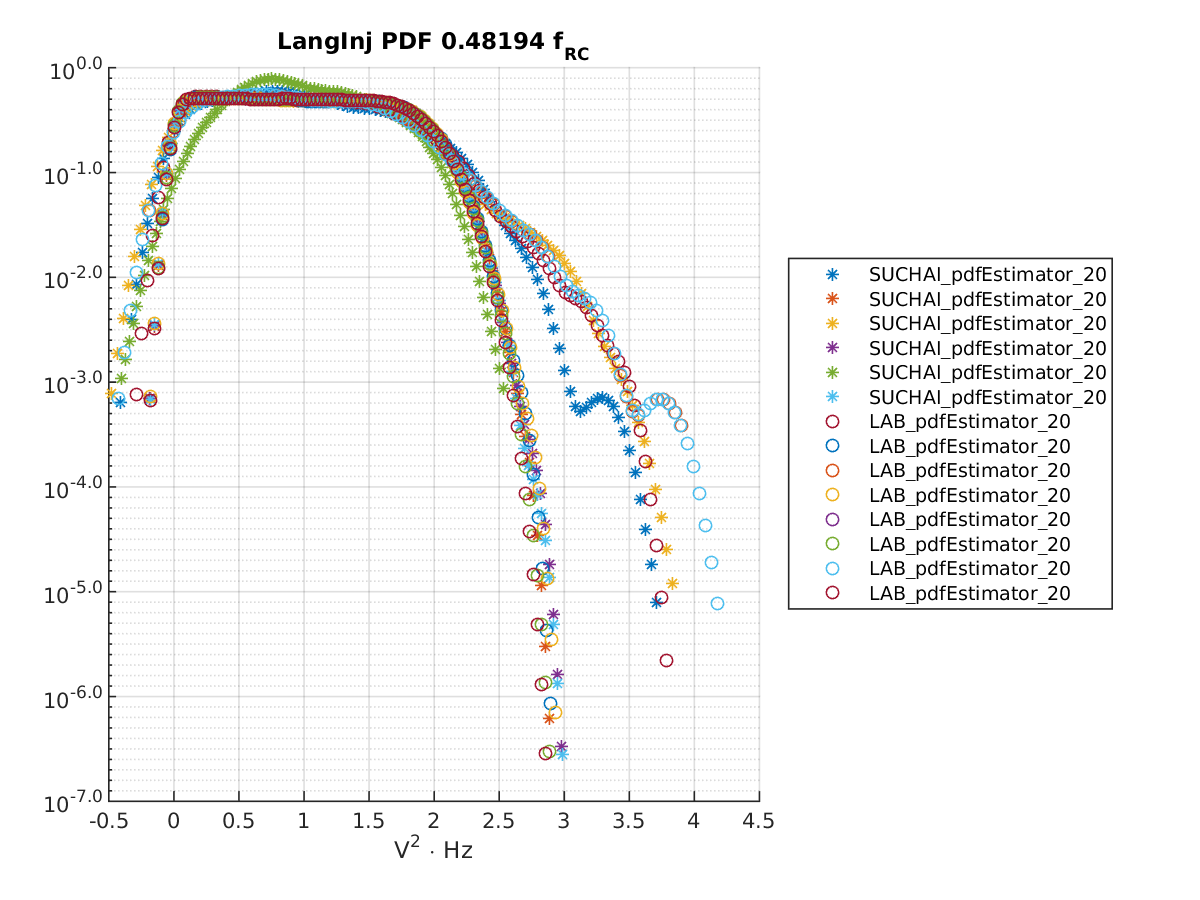 LangInj PDF 0.48194 f_RC
10^0.0
10^-1.0
10^-2.0
10^-3.0
10^-4.0
10^-5.0
10^-6.0
10^-7.0
-0.5 0 0.5 1 1.5 2 2.5 3 3.5 4 4.5
V^2 · Hz
SUCHAI_pdfEstimator_20
SUCHAI_pdfEstimator_20
SUCHAI_pdfEstimator_20
SUCHAI_pdfEstimator_20
SUCHAI_pdfEstimator_20
SUCHAI_pdfEstimator_20
LAB_pdfEstimator_20
LAB_pdfEstimator_20
LAB_pdfEstimator_20
LAB_pdfEstimator_20
LAB_pdfEstimator_20
LAB_pdfEstimator_20
LAB_pdfEstimator_20
LAB_pdfEstimator_20